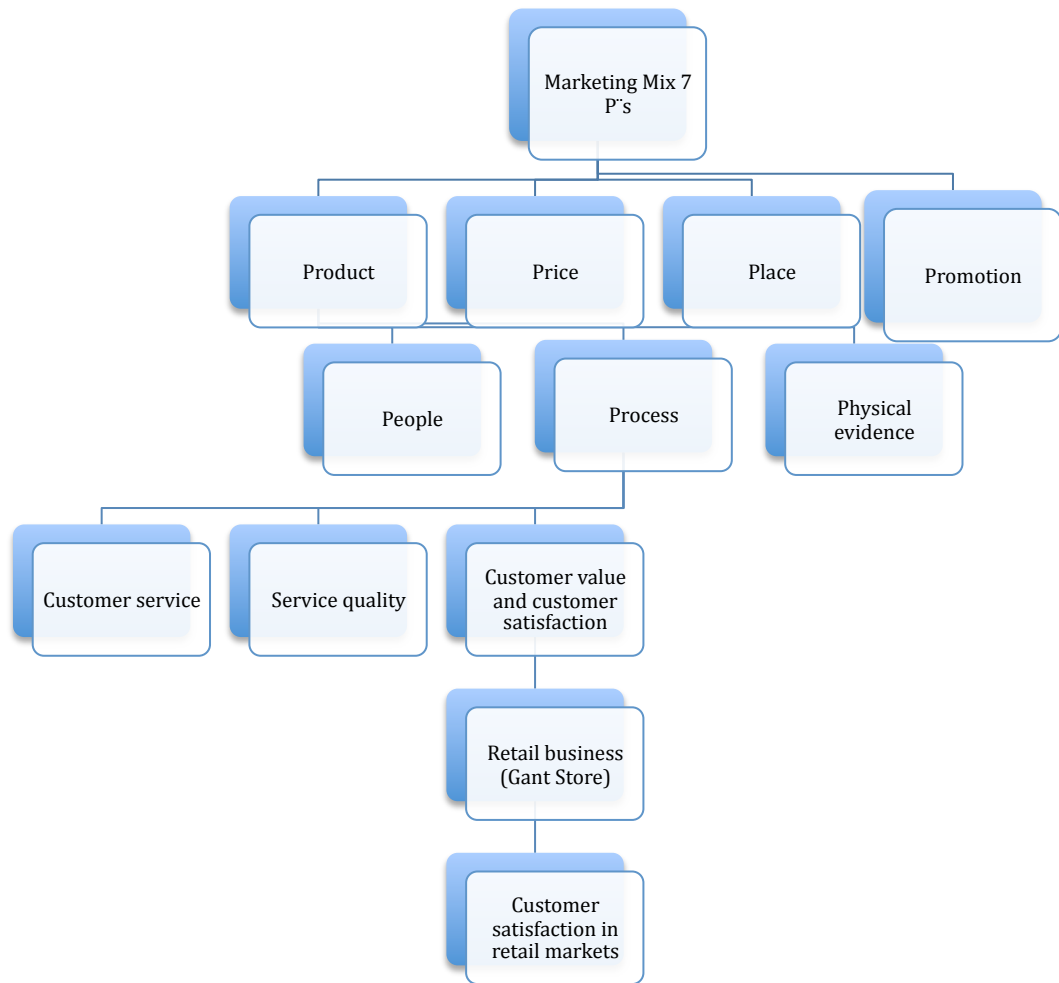 Marketing Mix 7
P¨s
Product
Price
Place
Promotion
People
Process
Physical
evidence
Customer service
Service quality
Customer value
and customer
satisfaction
Retail business
(Gant Store)
Customer
satisfaction in
retail markets